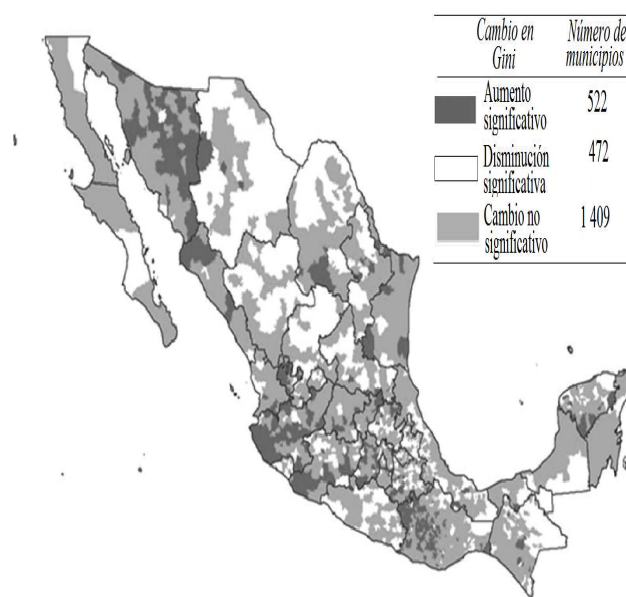 Cambio en Gini
Número de municipios
Aumento significativo
522
Disminución significativa
472
Cambio no significativo
1 409